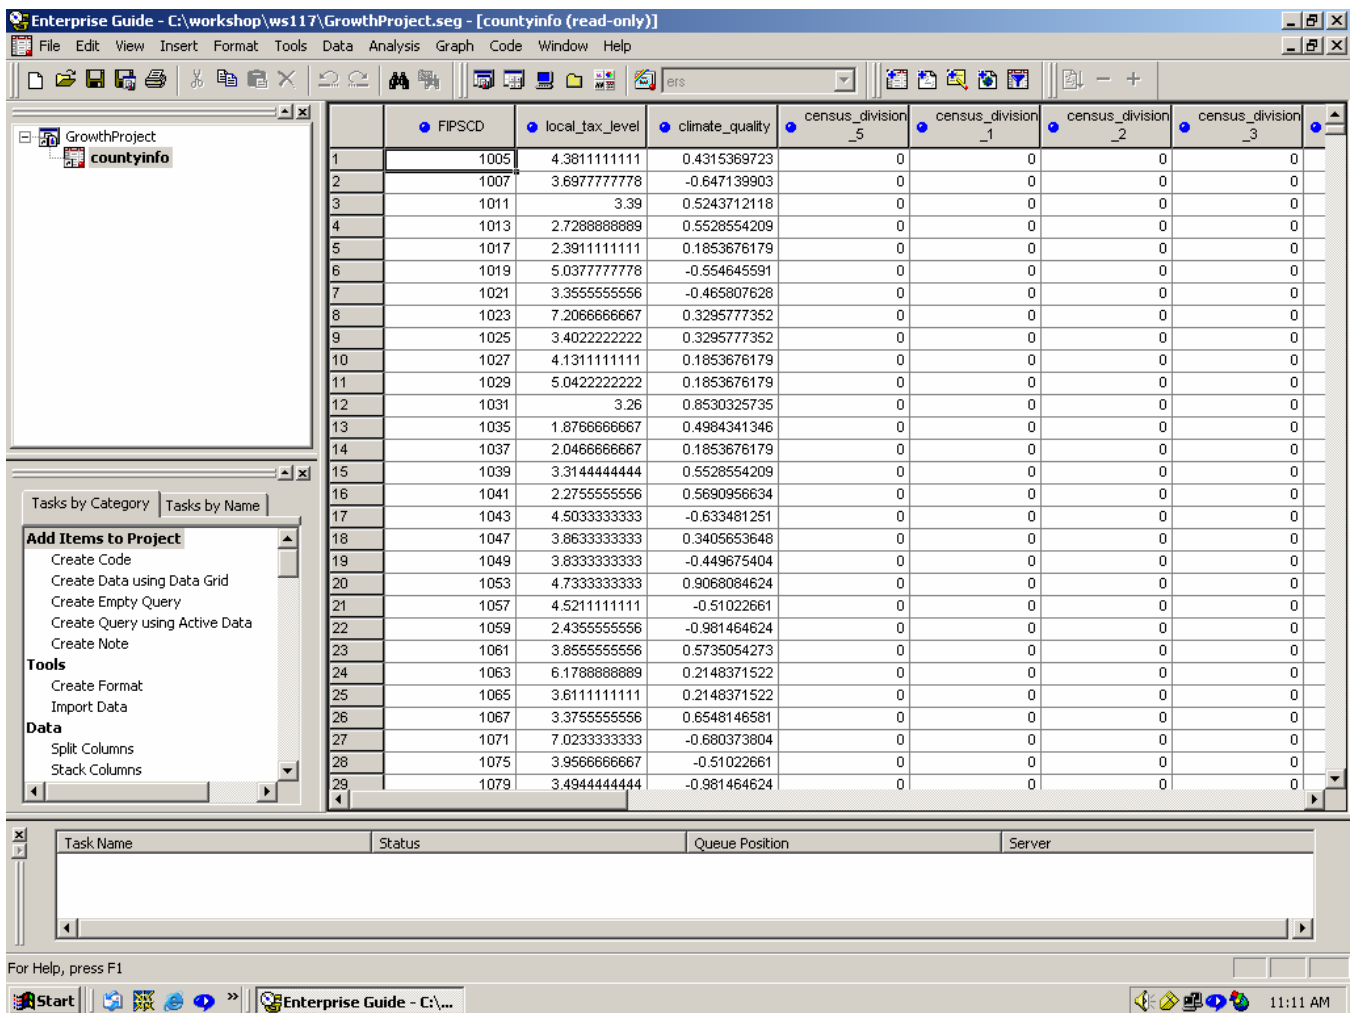 Enterprise Guide - C:\workshop\ws117\GrowthProject.seg - [countyinfo (read-only)]
File Edit View Insert Format Tools Data Analysis Graph Code Window Help
ers
GrowthProject
countyinfo
Tasks by Category Tasks by Name
Add Items to Project
Create Code
Create Data using Data Grid
Create Empty Query
Create Query using Active Data
Create Note
Tools
Create Format
Import Data
Data
Split Columns
Stack Columns
FIPSCD local_tax_level climate_quality census_division_5 census_division_1 census_division_2 census_division_3
1 1005 4.3811111111 0.4315369723 0 0 0 0
2 1007 3.6977777778 -0.647139903 0 0 0 0
3 1011 3.39 0.5243712118 0 0 0 0
4 1013 2.7288888889 0.5528554209 0 0 0 0
5 1017 2.3911111111 0.1853676179 0 0 0 0
6 1019 5.0377777778 -0.554645591 0 0 0 0
7 1021 3.3555555556 -0.465807628 0 0 0 0
8 1023 7.2066666667 0.3295777352 0 0 0 0
9 1025 3.4022222222 0.3295777352 0 0 0 0
10 1027 4.1311111111 0.1853676179 0 0 0 0
11 1029 5.0422222222 0.1853676179 0 0 0 0
12 1031 3.26 0.8530325735 0 0 0 0
13 1035 1.8766666667 0.4984341346 0 0 0 0
14 1037 2.0466666667 0.1853676179 0 0 0 0
15 1039 3.3144444444 0.5528554209 0 0 0 0
16 1041 2.2755555556 0.5690956634 0 0 0 0
17 1043 4.5033333333 -0.633481251 0 0 0 0
18 1047 3.8633333333 0.3405653648 0 0 0 0
19 1049 3.8333333333 -0.449675404 0 0 0 0
20 1053 4.7333333333 0.9068084624 0 0 0 0
21 1057 4.5211111111 -0.51022661 0 0 0 0
22 1059 2.4355555556 -0.981464624 0 0 0 0
23 1061 3.8555555556 0.5735054273 0 0 0 0
24 1063 6.1788888889 0.2148371522 0 0 0 0
25 1065 3.6111111111 0.2148371522 0 0 0 0
26 1067 3.3755555556 0.6548146581 0 0 0 0
27 1071 7.0233333333 -0.680373804 0 0 0 0
28 1075 3.9566666667 -0.51022661 0 0 0 0
29 1079 3.4944444444 -0.981464624 0 0 0 0
Task Name Status Queue Position Server
For Help, press F1
Start » Enterprise Guide - C:\... 11:11 AM